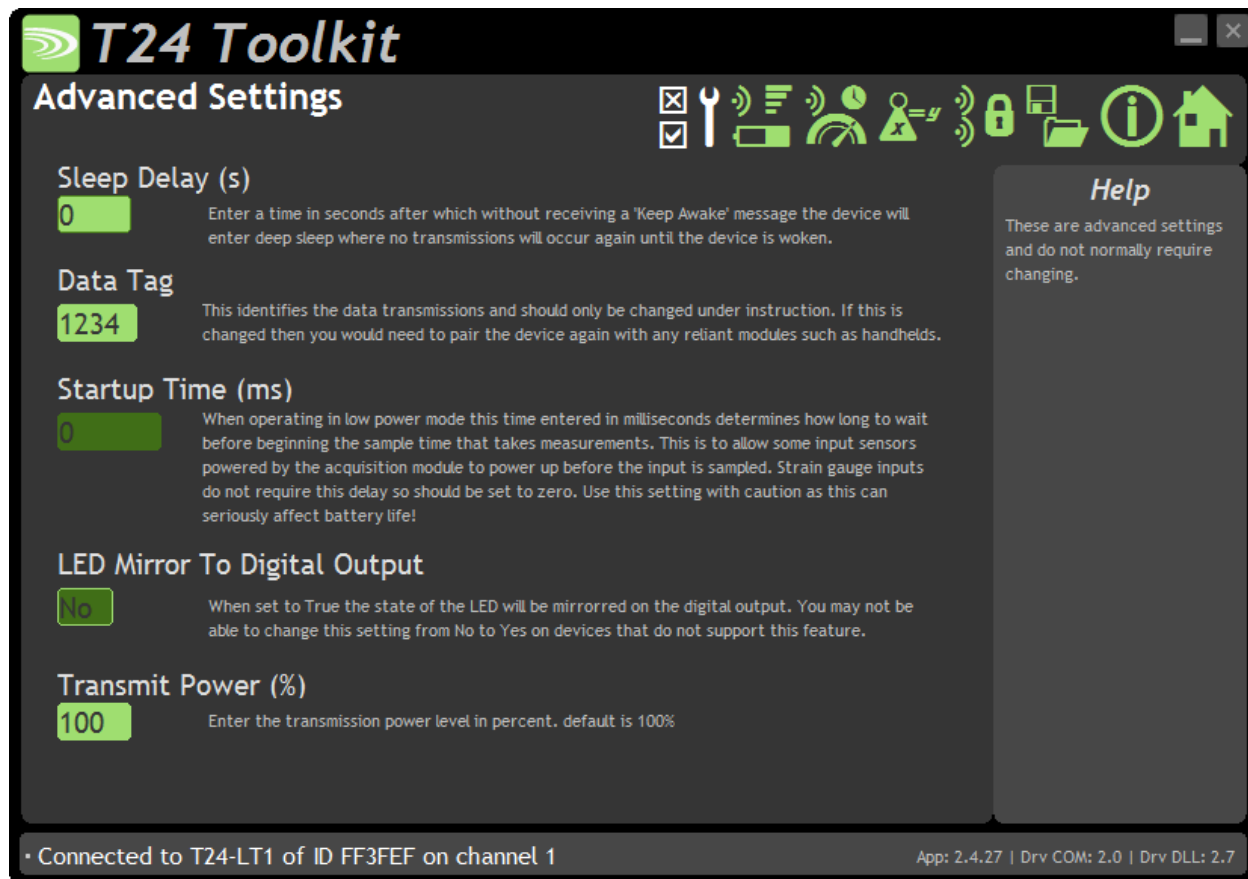 T24 Toolkit
Advanced Settings
x=y
Sleep Delay (s)
0
Enter a time in seconds after which without receiving a 'Keep Awake' message the device will
enter deep sleep where no transmissions will occur again until the device is woken.
Data Tag
1234
This identifies the data transmissions and should only be changed under instruction. If this is
changed then you would need to pair the device again with any reliant modules such as handhelds.
Startup Time (ms)
0
When operating in low power mode this time entered in milliseconds determines how long to wait
before beginning the sample time that takes measurements. This is to allow some input sensors
powered by the acquisition module to power up before the input is sampled. Strain gauge inputs
do not require this delay so should be set to zero. Use this setting with caution as this can
seriously affect battery life!
LED Mirror To Digital Output
No
When set to True the state of the LED will be mirrorred on the digital output. You may not be
able to change this setting from No to Yes on devices that do not support this feature.
Transmit Power (%)
100
Enter the transmission power level in percent. default is 100%
Help
These are advanced settings
and do not normally require
changing.
Connected to T24-LT1 of ID FF3FEF on channel 1
App: 2.4.27 | Drv COM: 2.0 | Drv DLL: 2.7